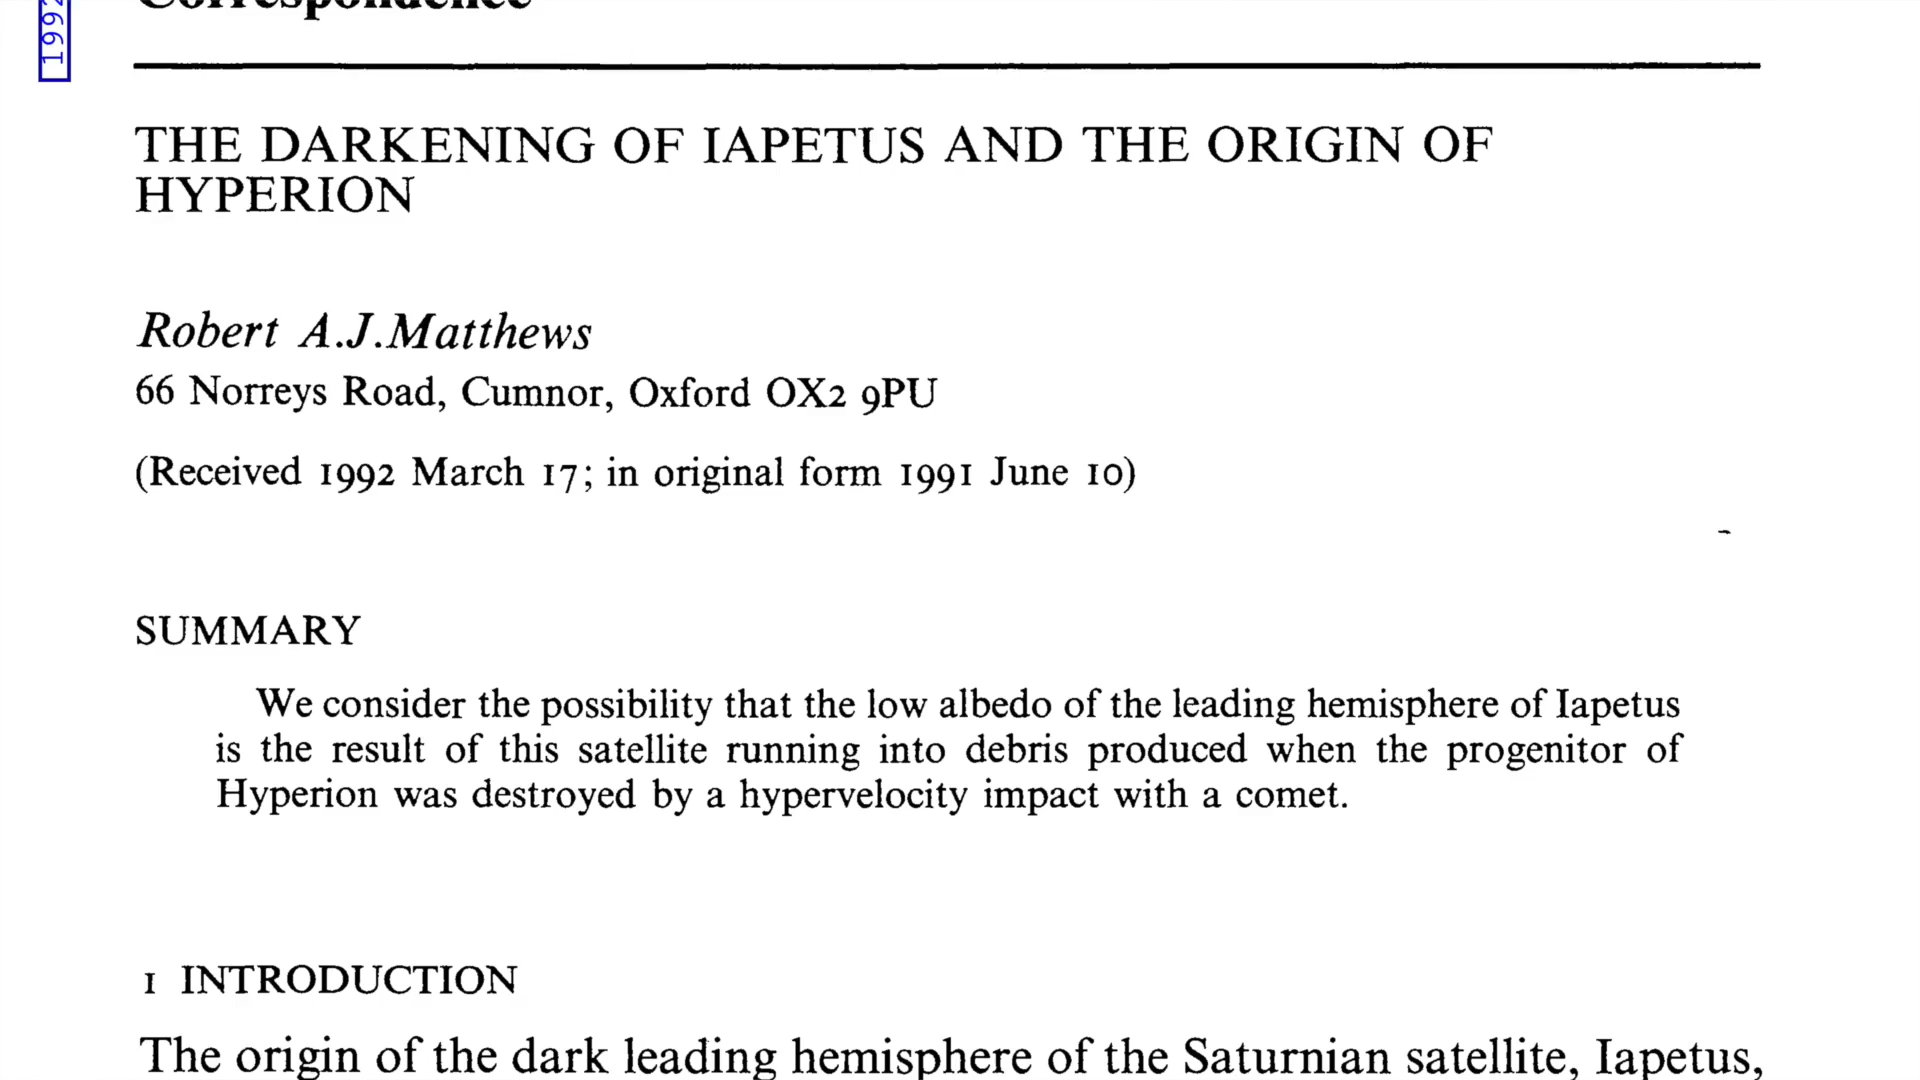 Correspondence
1992
THE DARKENING OF IAPETUS AND THE ORIGIN OF
HYPERION
Robert A.J.Matthews
66 Norreys Road, Cumnor, Oxford OX2 9PU
(Received 1992 March 17; in original form 1991 June 10)
SUMMARY
We consider the possibility that the low albedo of the leading hemisphere of Iapetus
is the result of this satellite running into debris produced when the progenitor of
Hyperion was destroyed by a hypervelocity impact with a comet.
1 INTRODUCTION
The origin of the dark leading hemisphere of the Saturnian satellite, Iapetus,